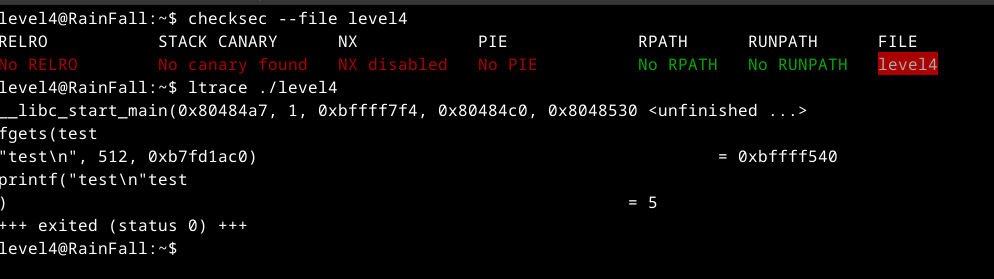 level4@RainFall:~$ checksec --file level4
RELRO STACK CANARY NX PIE RPATH RUNPATH FILE
No RELRO No canary found NX disabled No PIE No RPATH No RUNPATH level4
level4@RainFall:~$ ltrace ./level4
__libc_start_main(0x80484a7, 1, 0xbffff7f4, 0x80484c0, 0x8048530 <unfinished ...>
fgets(test
"test\n", 512, 0xb7fd1ac0) = 0xbffff540
printf("test\n"test
) = 5
+++ exited (status 0) +++
level4@RainFall:~$